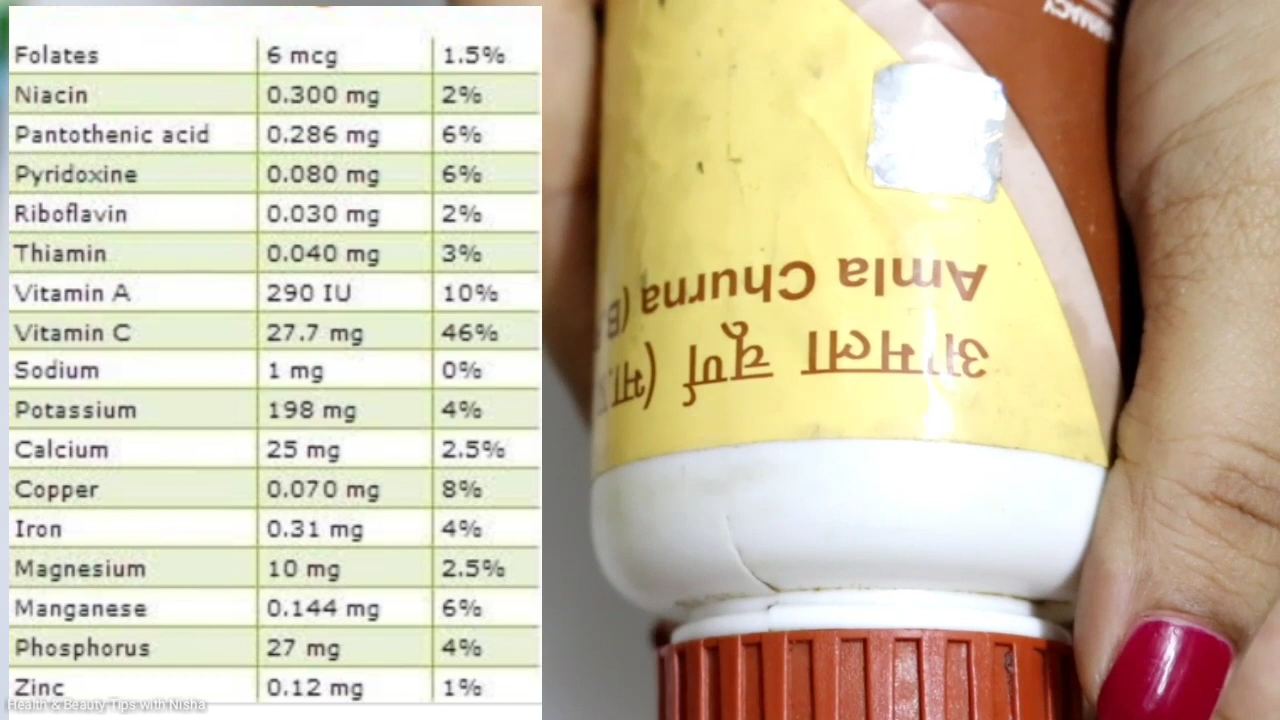 Folates 6 mcg 1.5%
Niacin 0.300 mg 2%
Pantothenic acid 0.286 mg 6%
Pyridoxine 0.080 mg 6%
Riboflavin 0.030 mg 2%
Thiamin 0.040 mg 3%
Vitamin A 290 IU 10%
Vitamin C 27.7 mg 46%
Sodium 1 mg 0%
Potassium 198 mg 4%
Calcium 25 mg 2.5%
Copper 0.070 mg 8%
Iron 0.31 mg 4%
Magnesium 10 mg 2.5%
Manganese 0.144 mg 6%
Phosphorus 27 mg 4%
Zinc 0.12 mg 1%
Health & Beauty Tips with Nisha
आमला चूर्ण (भा.
Amla Churna (B